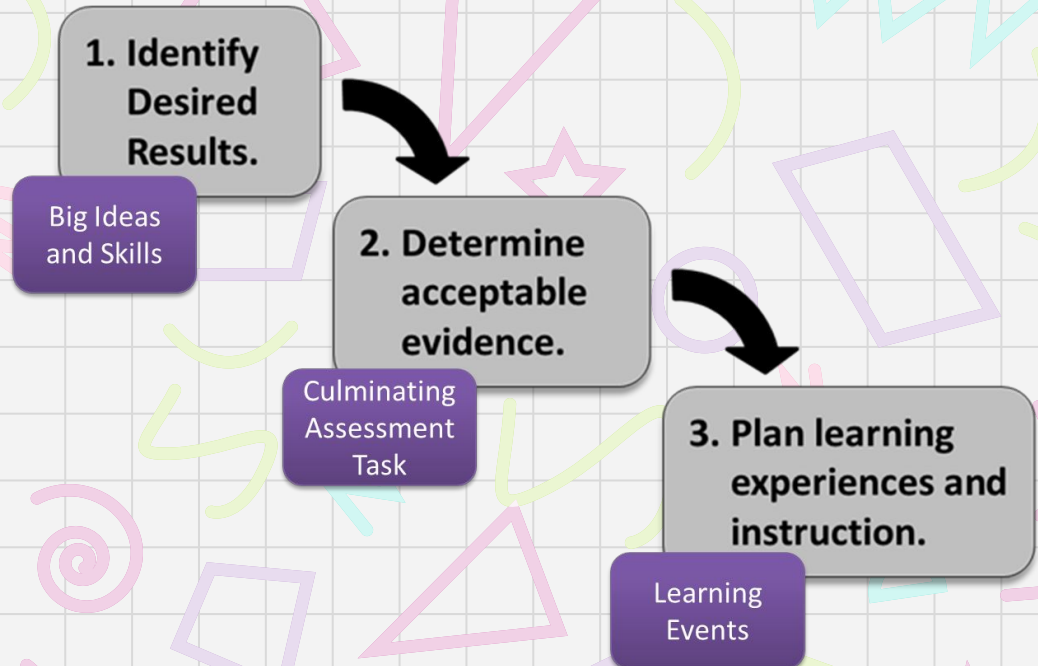 1. Identify
Desired
Results.
Big Ideas
and Skills
2. Determine
acceptable
evidence.
Culminating
Assessment
Task
3. Plan learning
experiences and
instruction.
Learning
Events